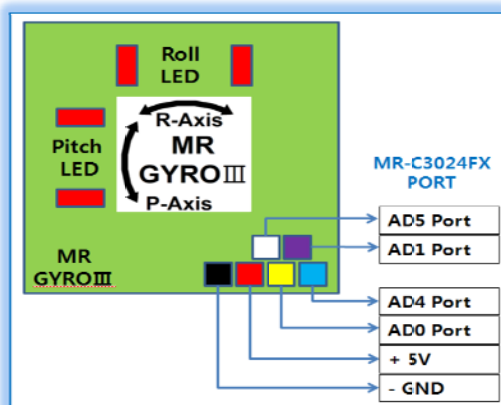 Roll
LED
R-Axis
MR
GYROⅢ
P-Axis
Pitch
LED
MR
GYROⅢ
MR-C3024FX
PORT
AD5 Port
AD1 Port
AD4 Port
AD0 Port
+ 5V
- GND